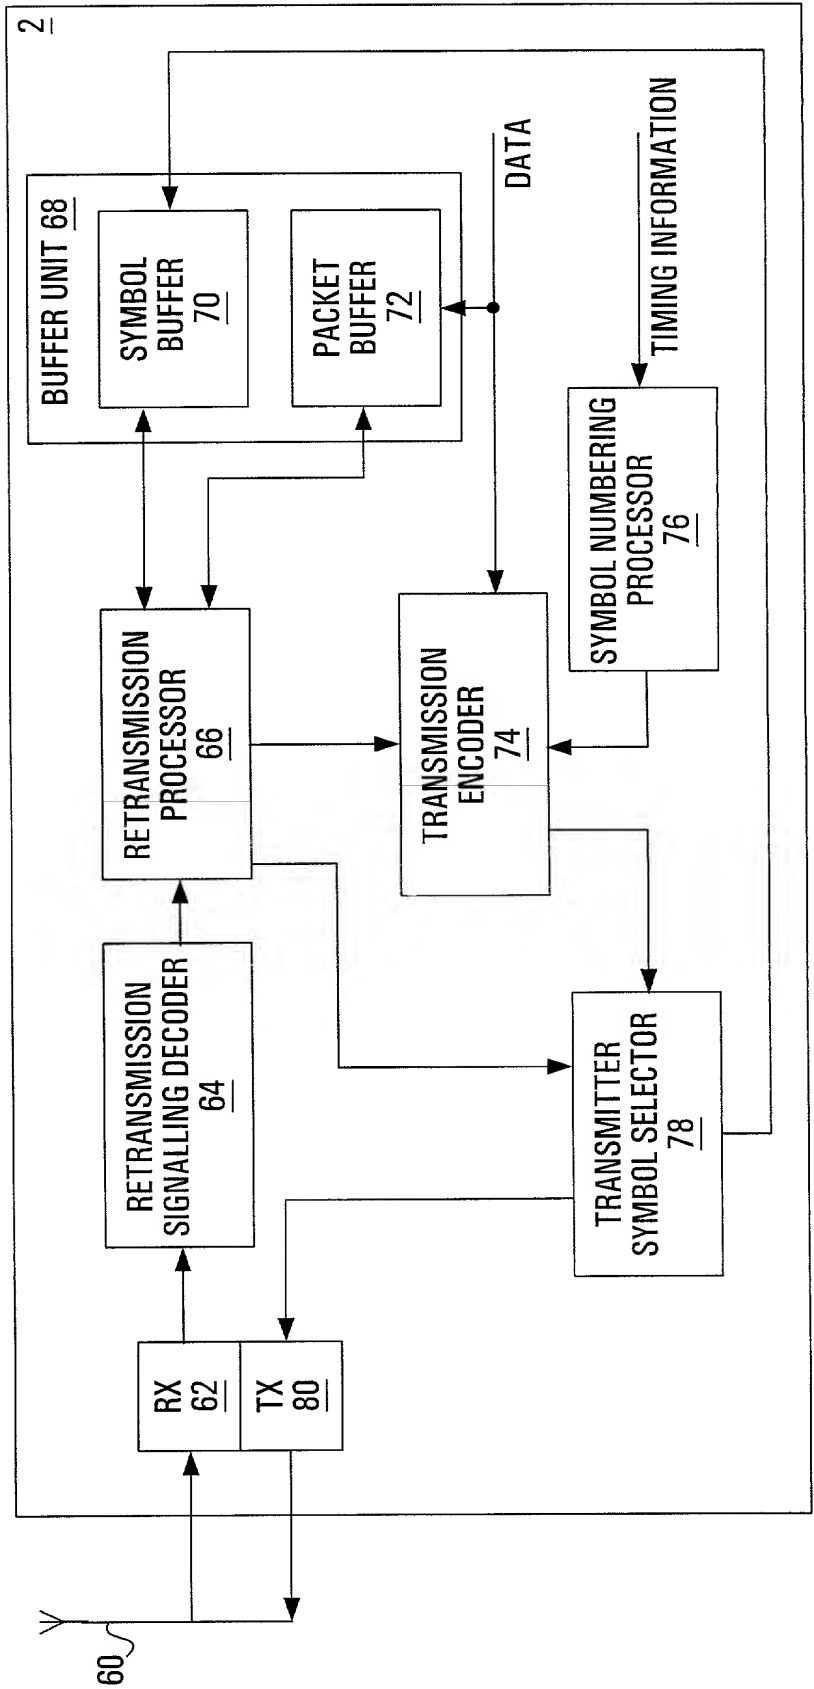 2
60
RX
62
TX
80
RETRANSMISSION
SIGNALLING DECODER
64
RETRANSMISSION
PROCESSOR
66
BUFFER UNIT 68
SYMBOL
BUFFER
70
PACKET
BUFFER
72
DATA
TRANSMISSION
ENCODER
74
TRANSMITTER
SYMBOL SELECTOR
78
SYMBOL NUMBERING
PROCESSOR
76
TIMING INFORMATION